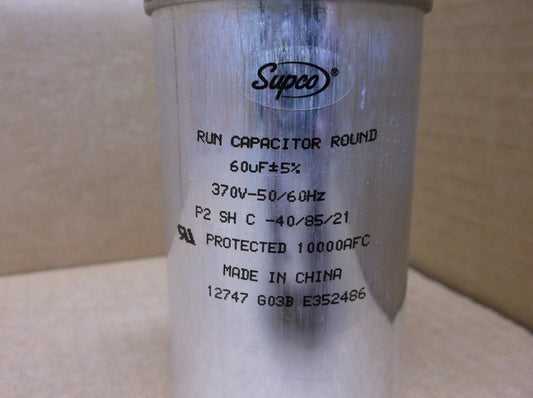 Supco®
RUN CAPACITOR ROUND
60uF±5%
370V-50/60Hz
P2 SH C -40/85/21
PROTECTED 10000AFC
MADE IN CHINA
12747 G03B E352486